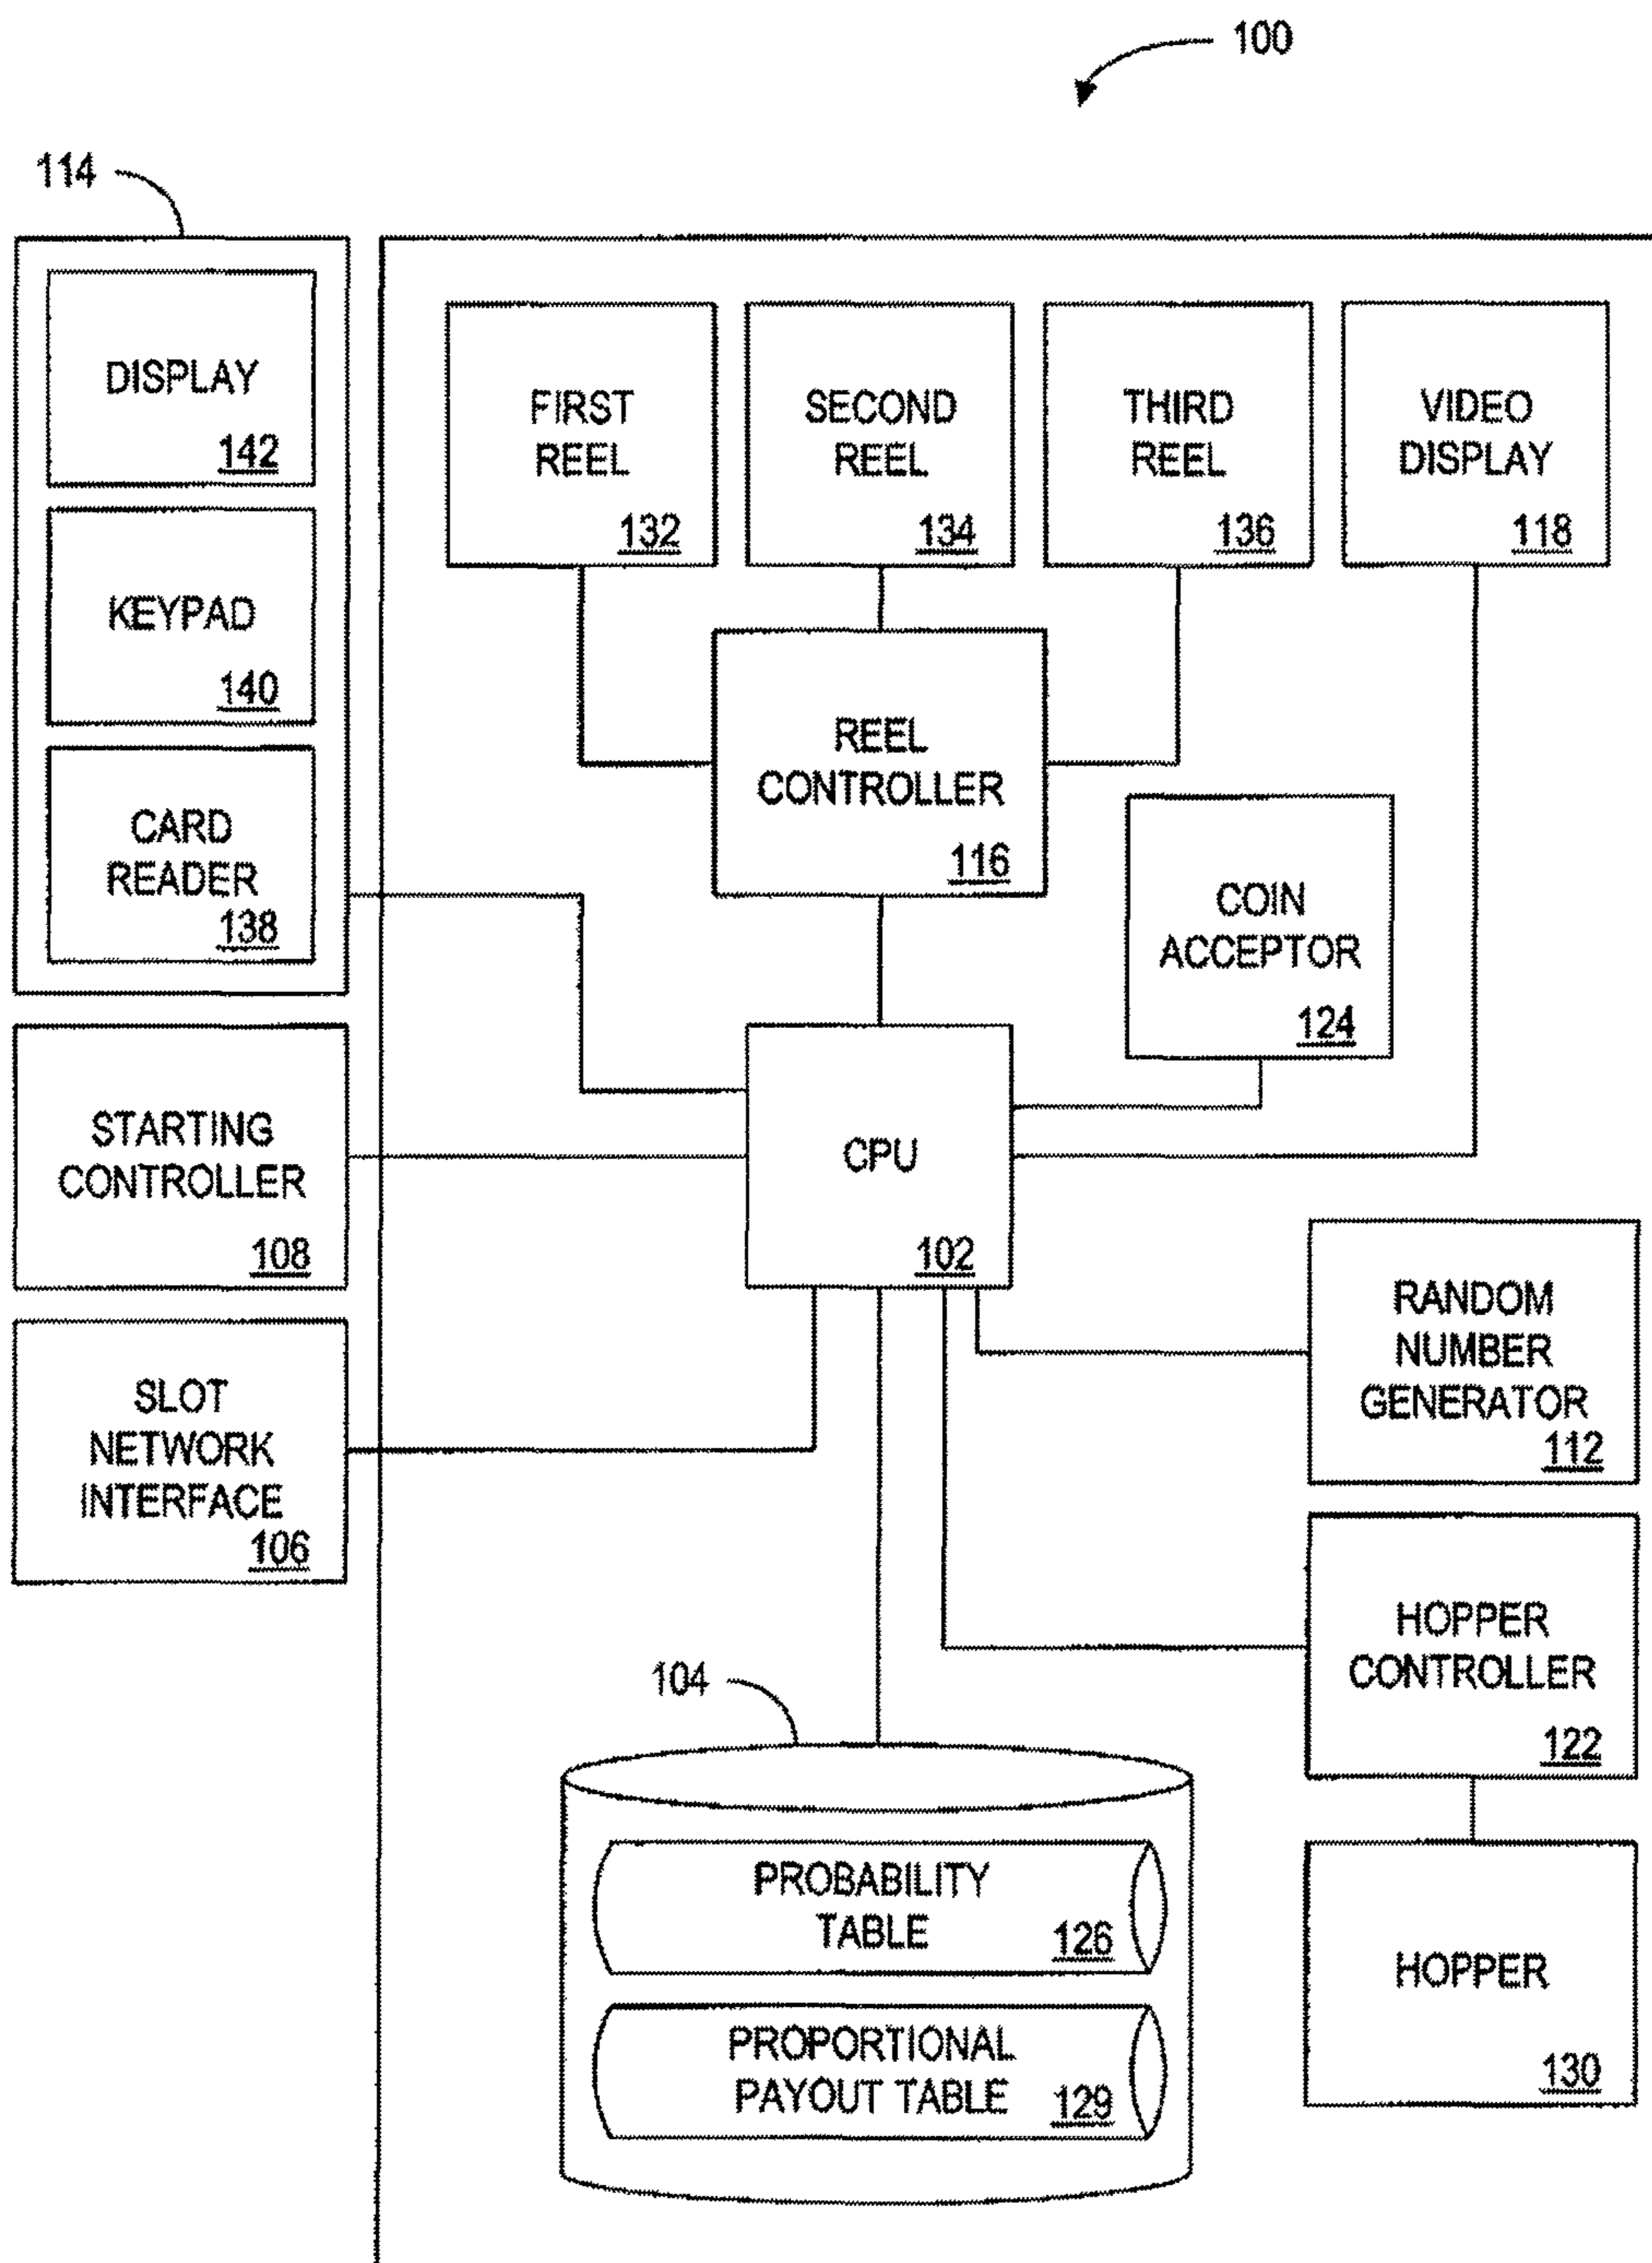 100
114
DISPLAY
142
KEYPAD
140
CARD
READER
138
FIRST
REEL
132
SECOND
REEL
134
THIRD
REEL
136
VIDEO
DISPLAY
118
REEL
CONTROLLER
116
COIN
ACCEPTOR
124
STARTING
CONTROLLER
108
CPU
102
SLOT
NETWORK
INTERFACE
106
RANDOM
NUMBER
GENERATOR
112
HOPPER
CONTROLLER
122
104
PROBABILITY
TABLE
126
PROPORTIONAL
PAYOUT TABLE
129
HOPPER
130